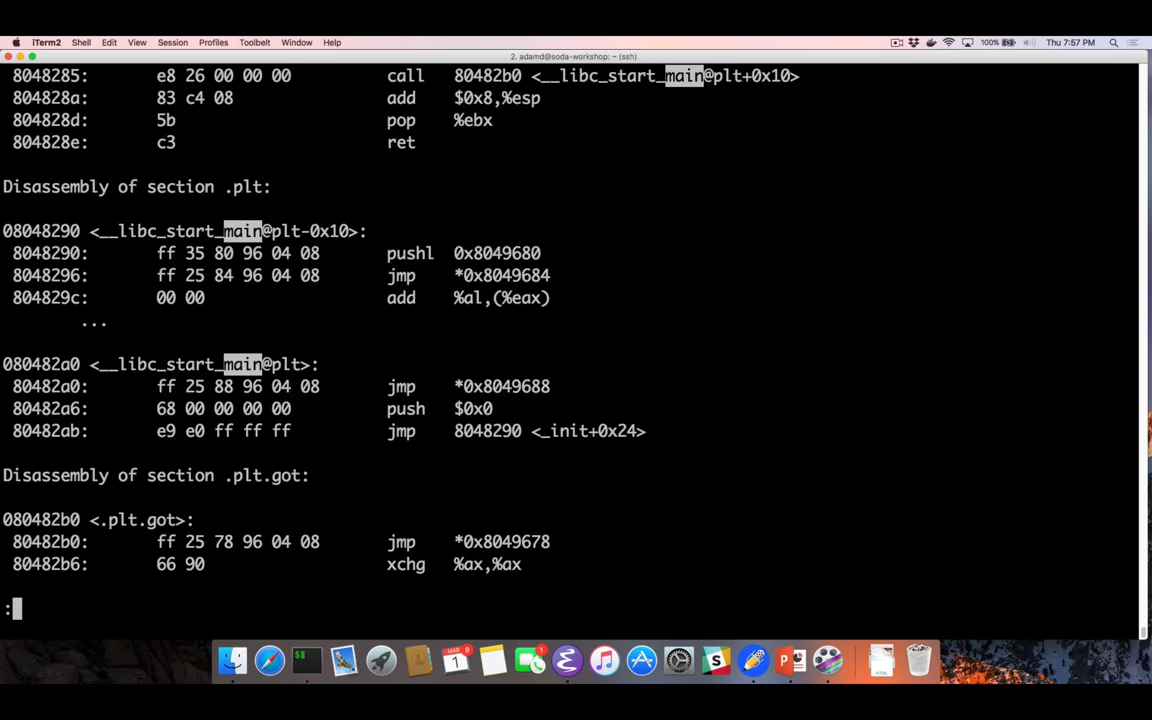 iTerm2 Shell Edit View Session Profiles Toolbelt Window Help 100% Thu 7:57 PM
2. adamd@soda-workshop: ~ (ssh)
8048285: e8 26 00 00 00 call 80482b0 <__libc_start_main@plt+0x10>
804828a: 83 c4 08 add $0x8,%esp
804828d: 5b pop %ebx
804828e: c3 ret
Disassembly of section .plt:
08048290 <__libc_start_main@plt-0x10>:
8048290: ff 35 80 96 04 08 pushl 0x8049680
8048296: ff 25 84 96 04 08 jmp *0x8049684
804829c: 00 00 add %al,(%eax)
...
080482a0 <__libc_start_main@plt>:
80482a0: ff 25 88 96 04 08 jmp *0x8049688
80482a6: 68 00 00 00 00 push $0x0
80482ab: e9 e0 ff ff ff jmp 8048290 <_init+0x24>
Disassembly of section .plt.got:
080482b0 <.plt.got>:
80482b0: ff 25 78 96 04 08 jmp *0x8049678
80482b6: 66 90 xchg %ax,%ax
: